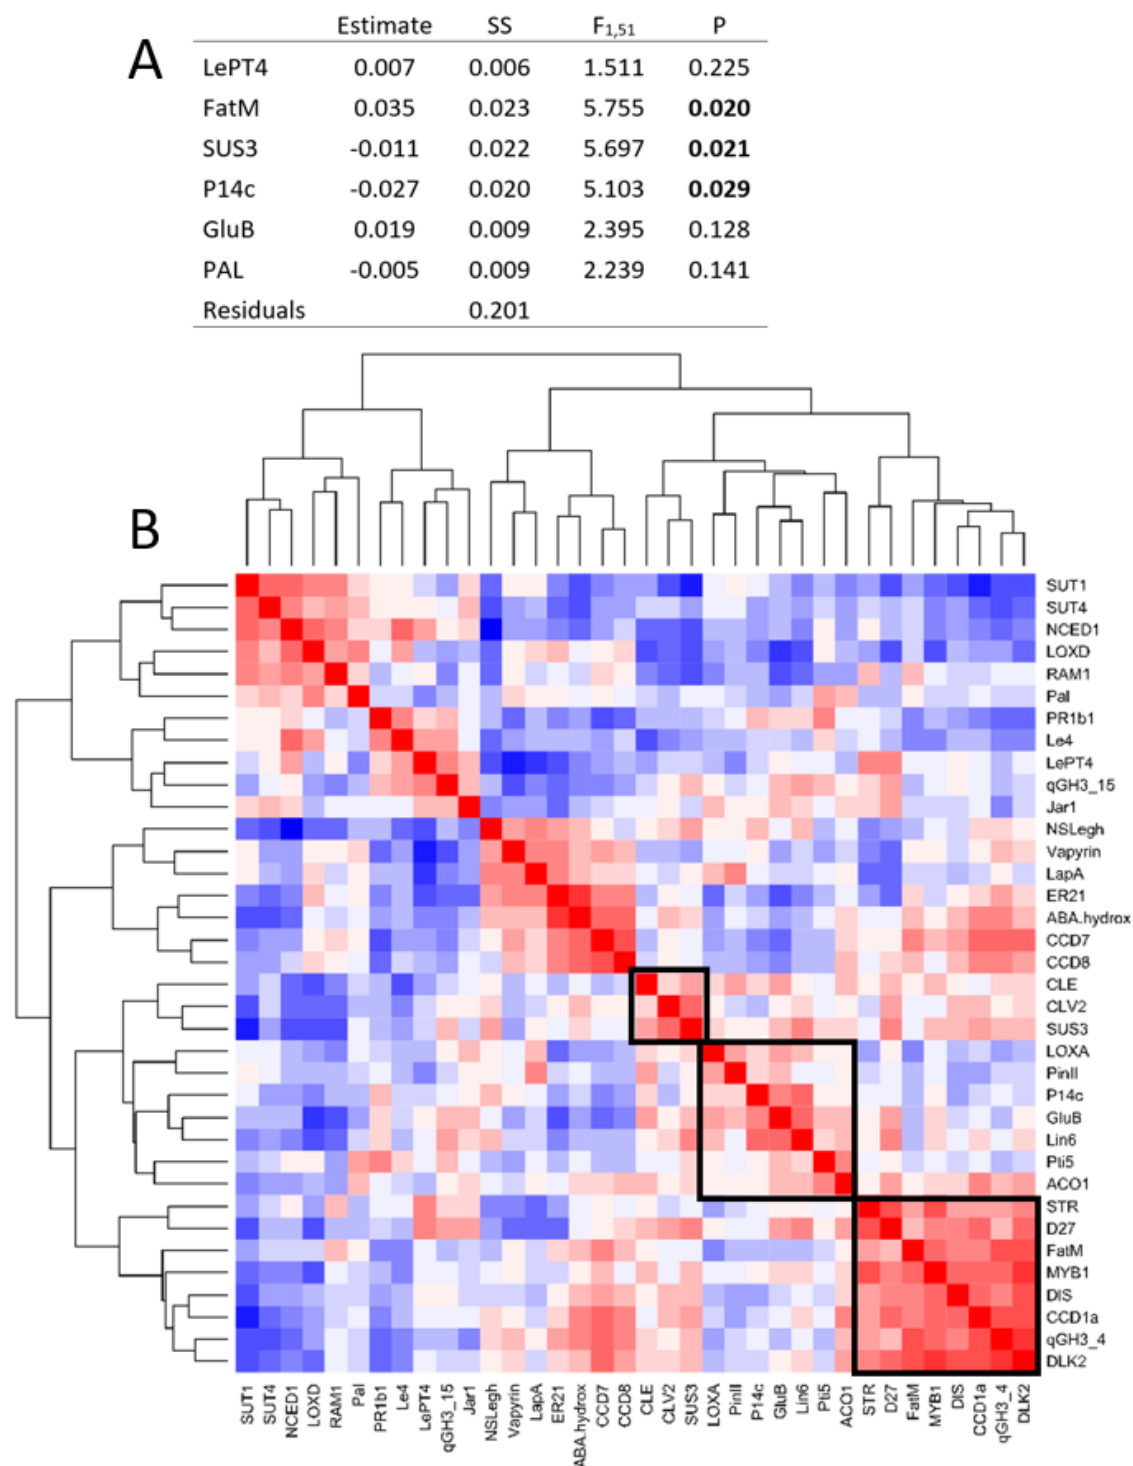 A
Estimate SS F1,51 P
LePT4 0.007 0.006 1.511 0.225
FatM 0.035 0.023 5.755 0.020
SUS3 -0.011 0.022 5.697 0.021
P14c -0.027 0.020 5.103 0.029
GluB 0.019 0.009 2.395 0.128
PAL -0.005 0.009 2.239 0.141
Residuals 0.201
B
SUT1
SUT4
NCED1
LOXD
RAM1
Pal
PR1b1
Le4
LePT4
qGH3_15
Jar1
NSLegh
Vapyrin
LapA
ER21
ABA.hydrox
CCD7
CCD8
CLE
CLV2
SUS3
LOXA
PinII
P14c
GluB
Lin6
Pti5
ACO1
STR
D27
FatM
MYB1
DIS
CCD1a
qGH3_4
DLK2
SUT1 SUT4 NCED1 LOXD RAM1 Pal PR1b1 Le4 LePT4 qGH3_15 Jar1 NSLegh Vapyrin LapA ER21 ABA.hydrox CCD7 CCD8 CLE CLV2 SUS3 LOXA PinII P14c GluB Lin6 Pti5 ACO1 STR D27 FatM MYB1 DIS CCD1a qGH3_4 DLK2